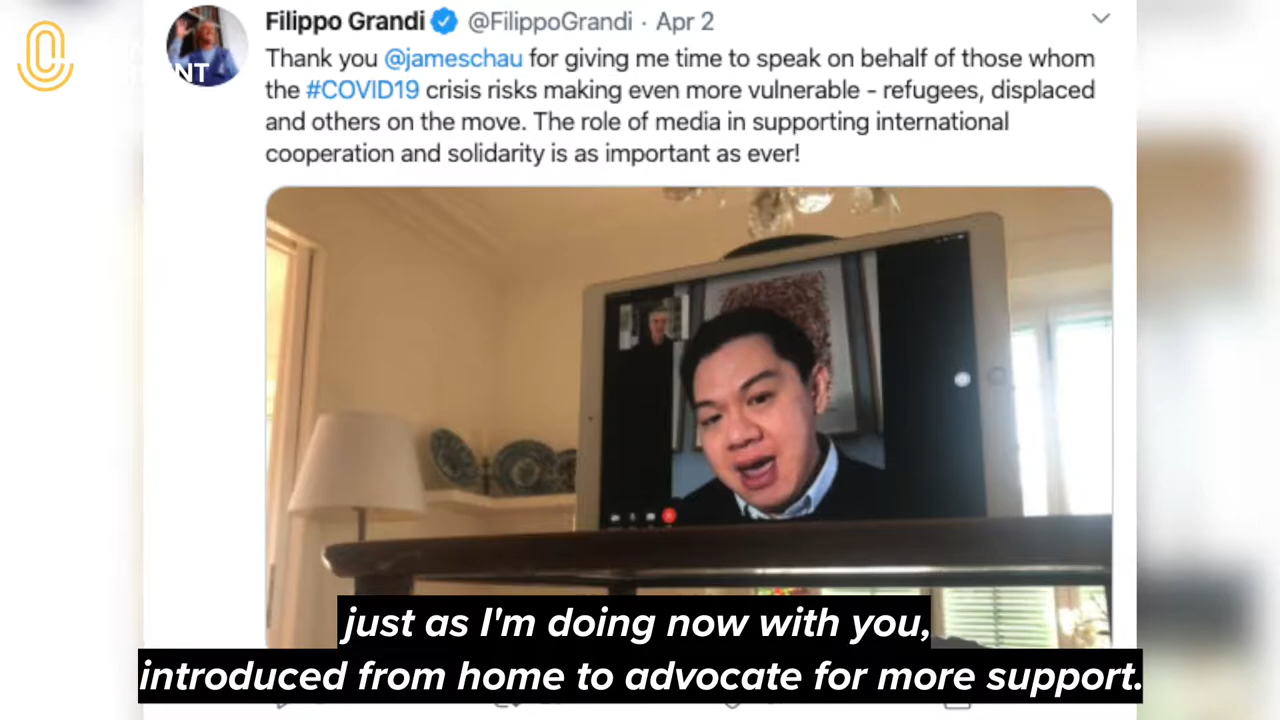 Filippo Grandi @FilippoGrandi · Apr 2
Thank you @jameschau for giving me time to speak on behalf of those whom
the #COVID19 crisis risks making even more vulnerable - refugees, displaced
and others on the move. The role of media in supporting international
cooperation and solidarity is as important as ever!
just as I'm doing now with you,
introduced from home to advocate for more support.